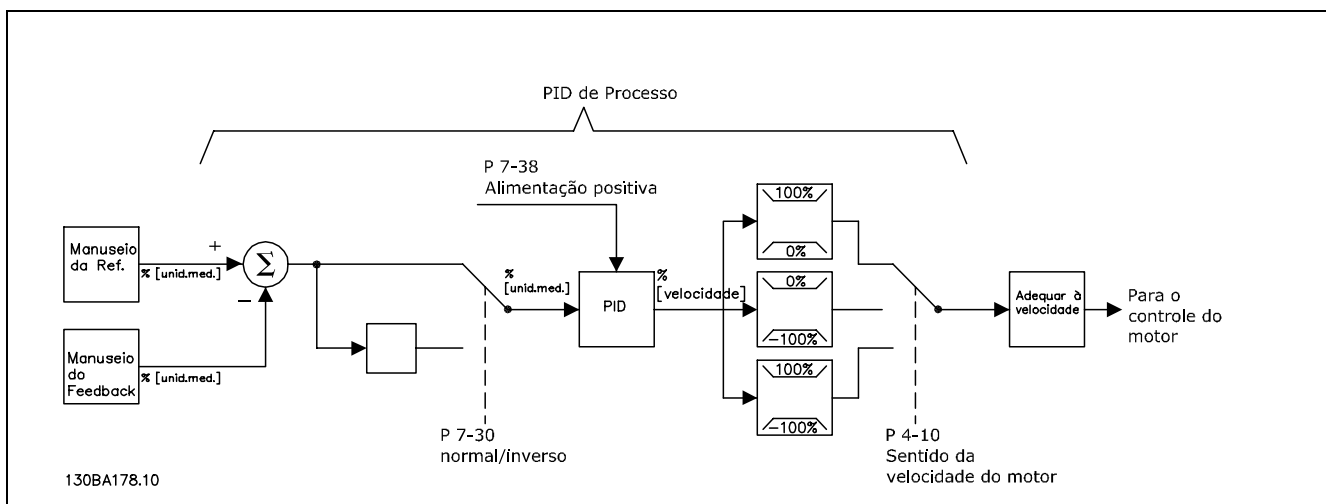 PID de Processo
P 7-38
Alimentação positiva
Manuseio
da Ref.
% [unid.med.]
+
−
Σ
Manuseio
do
Feedback
% [unid.med.]
%
[unid.med.]
PID
%
[velocidade]
100%
0%
0%
−100%
100%
−100%
Adequar à
velocidade
Para o
controle do
motor
P 7-30
normal/inverso
P 4-10
Sentido da
velocidade do motor
130BA178.10